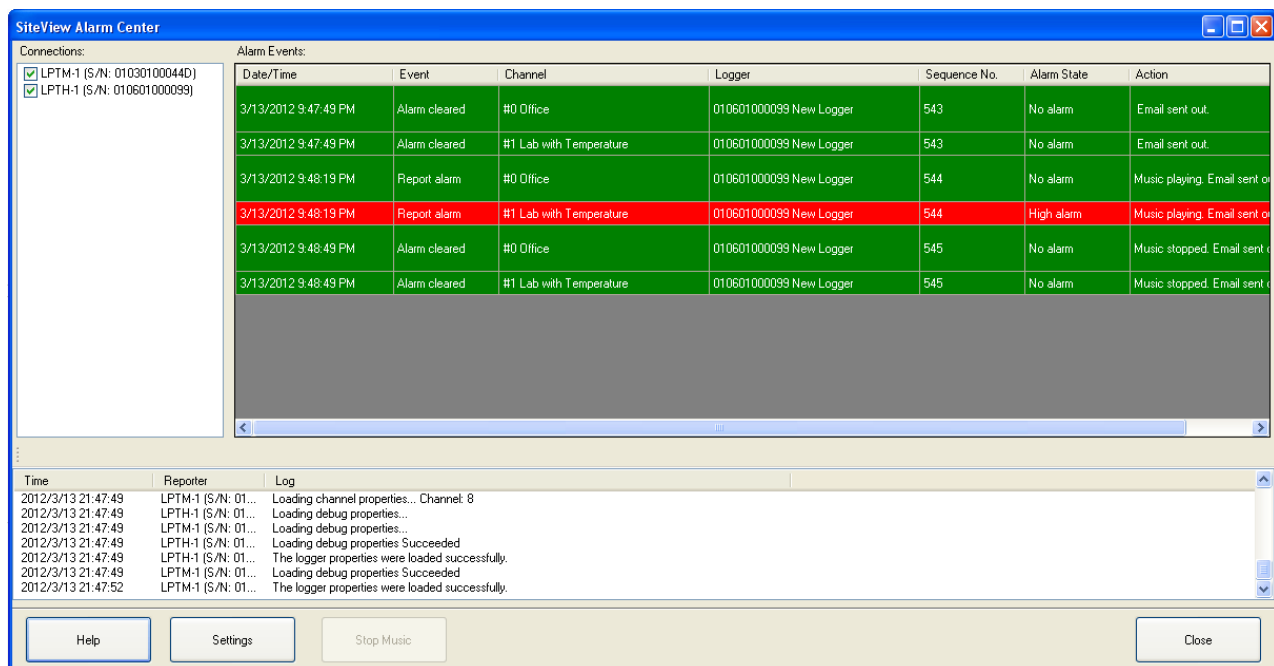 SiteView Alarm Center
Connections:
LPTM-1 (S/N: 01030100044D)
LPTH-1 (S/N: 010601000099)
Alarm Events:
Date/Time Event Channel Logger Sequence No. Alarm State Action
3/13/2012 9:47:49 PM Alarm cleared #0 Office 010601000099 New Logger 543 No alarm Email sent out.
3/13/2012 9:47:49 PM Alarm cleared #1 Lab with Temperature 010601000099 New Logger 543 No alarm Email sent out.
3/13/2012 9:48:19 PM Report alarm #0 Office 010601000099 New Logger 544 No alarm Music playing. Email sent
3/13/2012 9:48:19 PM Report alarm #1 Lab with Temperature 010601000099 New Logger 544 High alarm Music playing. Email sent
3/13/2012 9:48:49 PM Alarm cleared #0 Office 010601000099 New Logger 545 No alarm Music stopped. Email sent
3/13/2012 9:48:49 PM Alarm cleared #1 Lab with Temperature 010601000099 New Logger 545 No alarm Music stopped. Email sent
Time Reporter Log
2012/3/13 21:47:49 LPTM-1 (S/N: 01... Loading channel properties... Channel: 8
2012/3/13 21:47:49 LPTH-1 (S/N: 01... Loading debug properties...
2012/3/13 21:47:49 LPTM-1 (S/N: 01... Loading debug properties...
2012/3/13 21:47:49 LPTH-1 (S/N: 01... Loading debug properties Succeeded
2012/3/13 21:47:49 LPTH-1 (S/N: 01... The logger properties were loaded successfully.
2012/3/13 21:47:49 LPTM-1 (S/N: 01... Loading debug properties Succeeded
2012/3/13 21:47:52 LPTM-1 (S/N: 01... The logger properties were loaded successfully.
Help Settings Stop Music Close